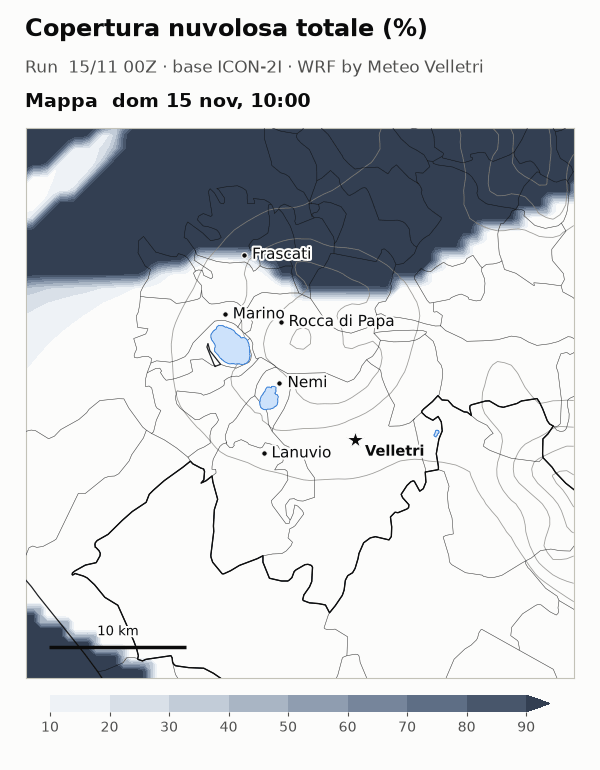 Copertura nuvolosa totale (%)
Run  15/11 00Z · base ICON-2I · WRF by Meteo Velletri
Mappa  dom 15 nov, 10:00
Frascati
Marino
Rocca di Papa
Nemi
Velletri
Lanuvio
10 km
10 20 30 40 50 60 70 80 90